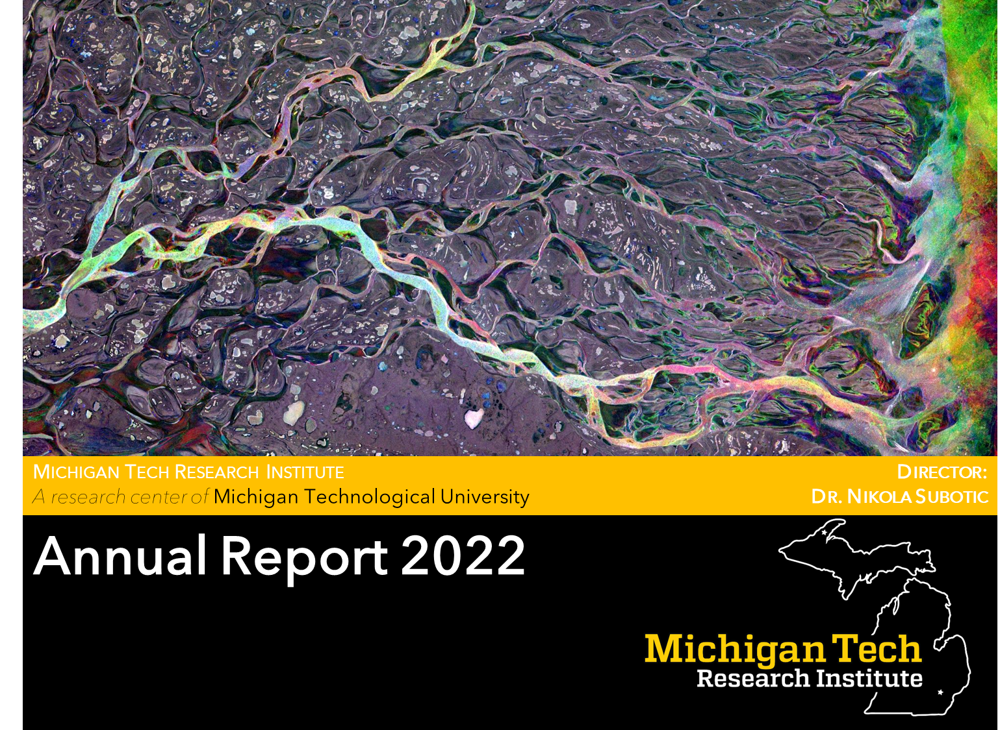 MICHIGAN TECH RESEARCH INSTITUTE
A research center of Michigan Technological University
DIRECTOR:
DR. NIKOLA SUBOTIC
Annual Report 2022
Michigan Tech
Research Institute